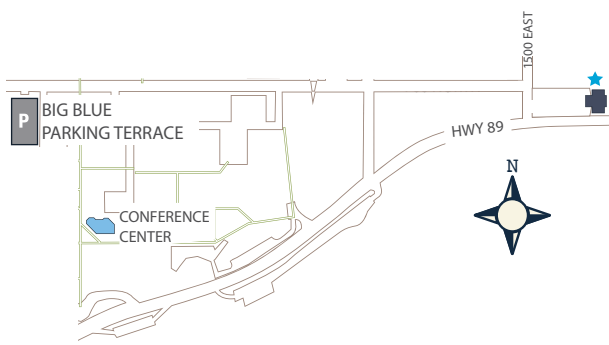 1500 EAST
P
BIG BLUE
PARKING TERRACE
HWY 89
N
CONFERENCE
CENTER